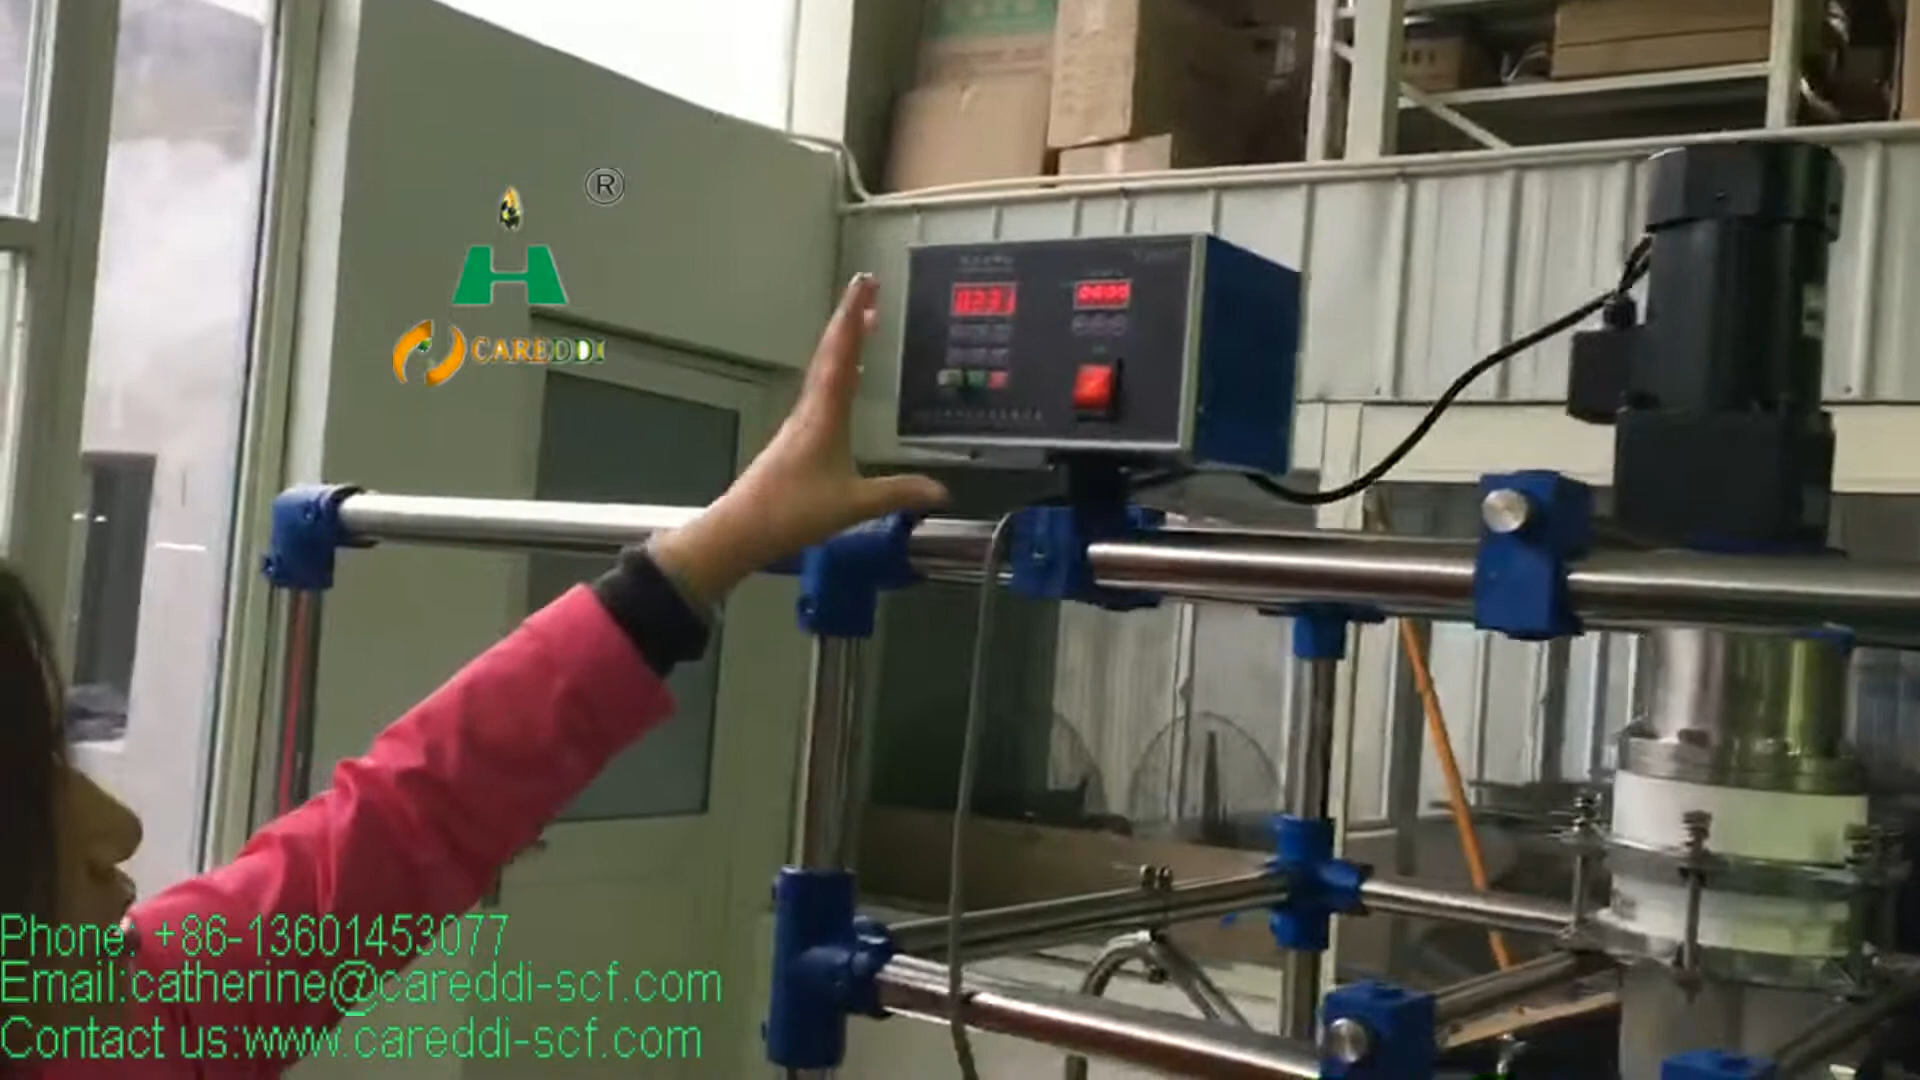 ®
H
CAREDDI
Phone: +86-13601453077
Email:catherine@careddi-scf.com
Contact us:www.careddi-scf.com